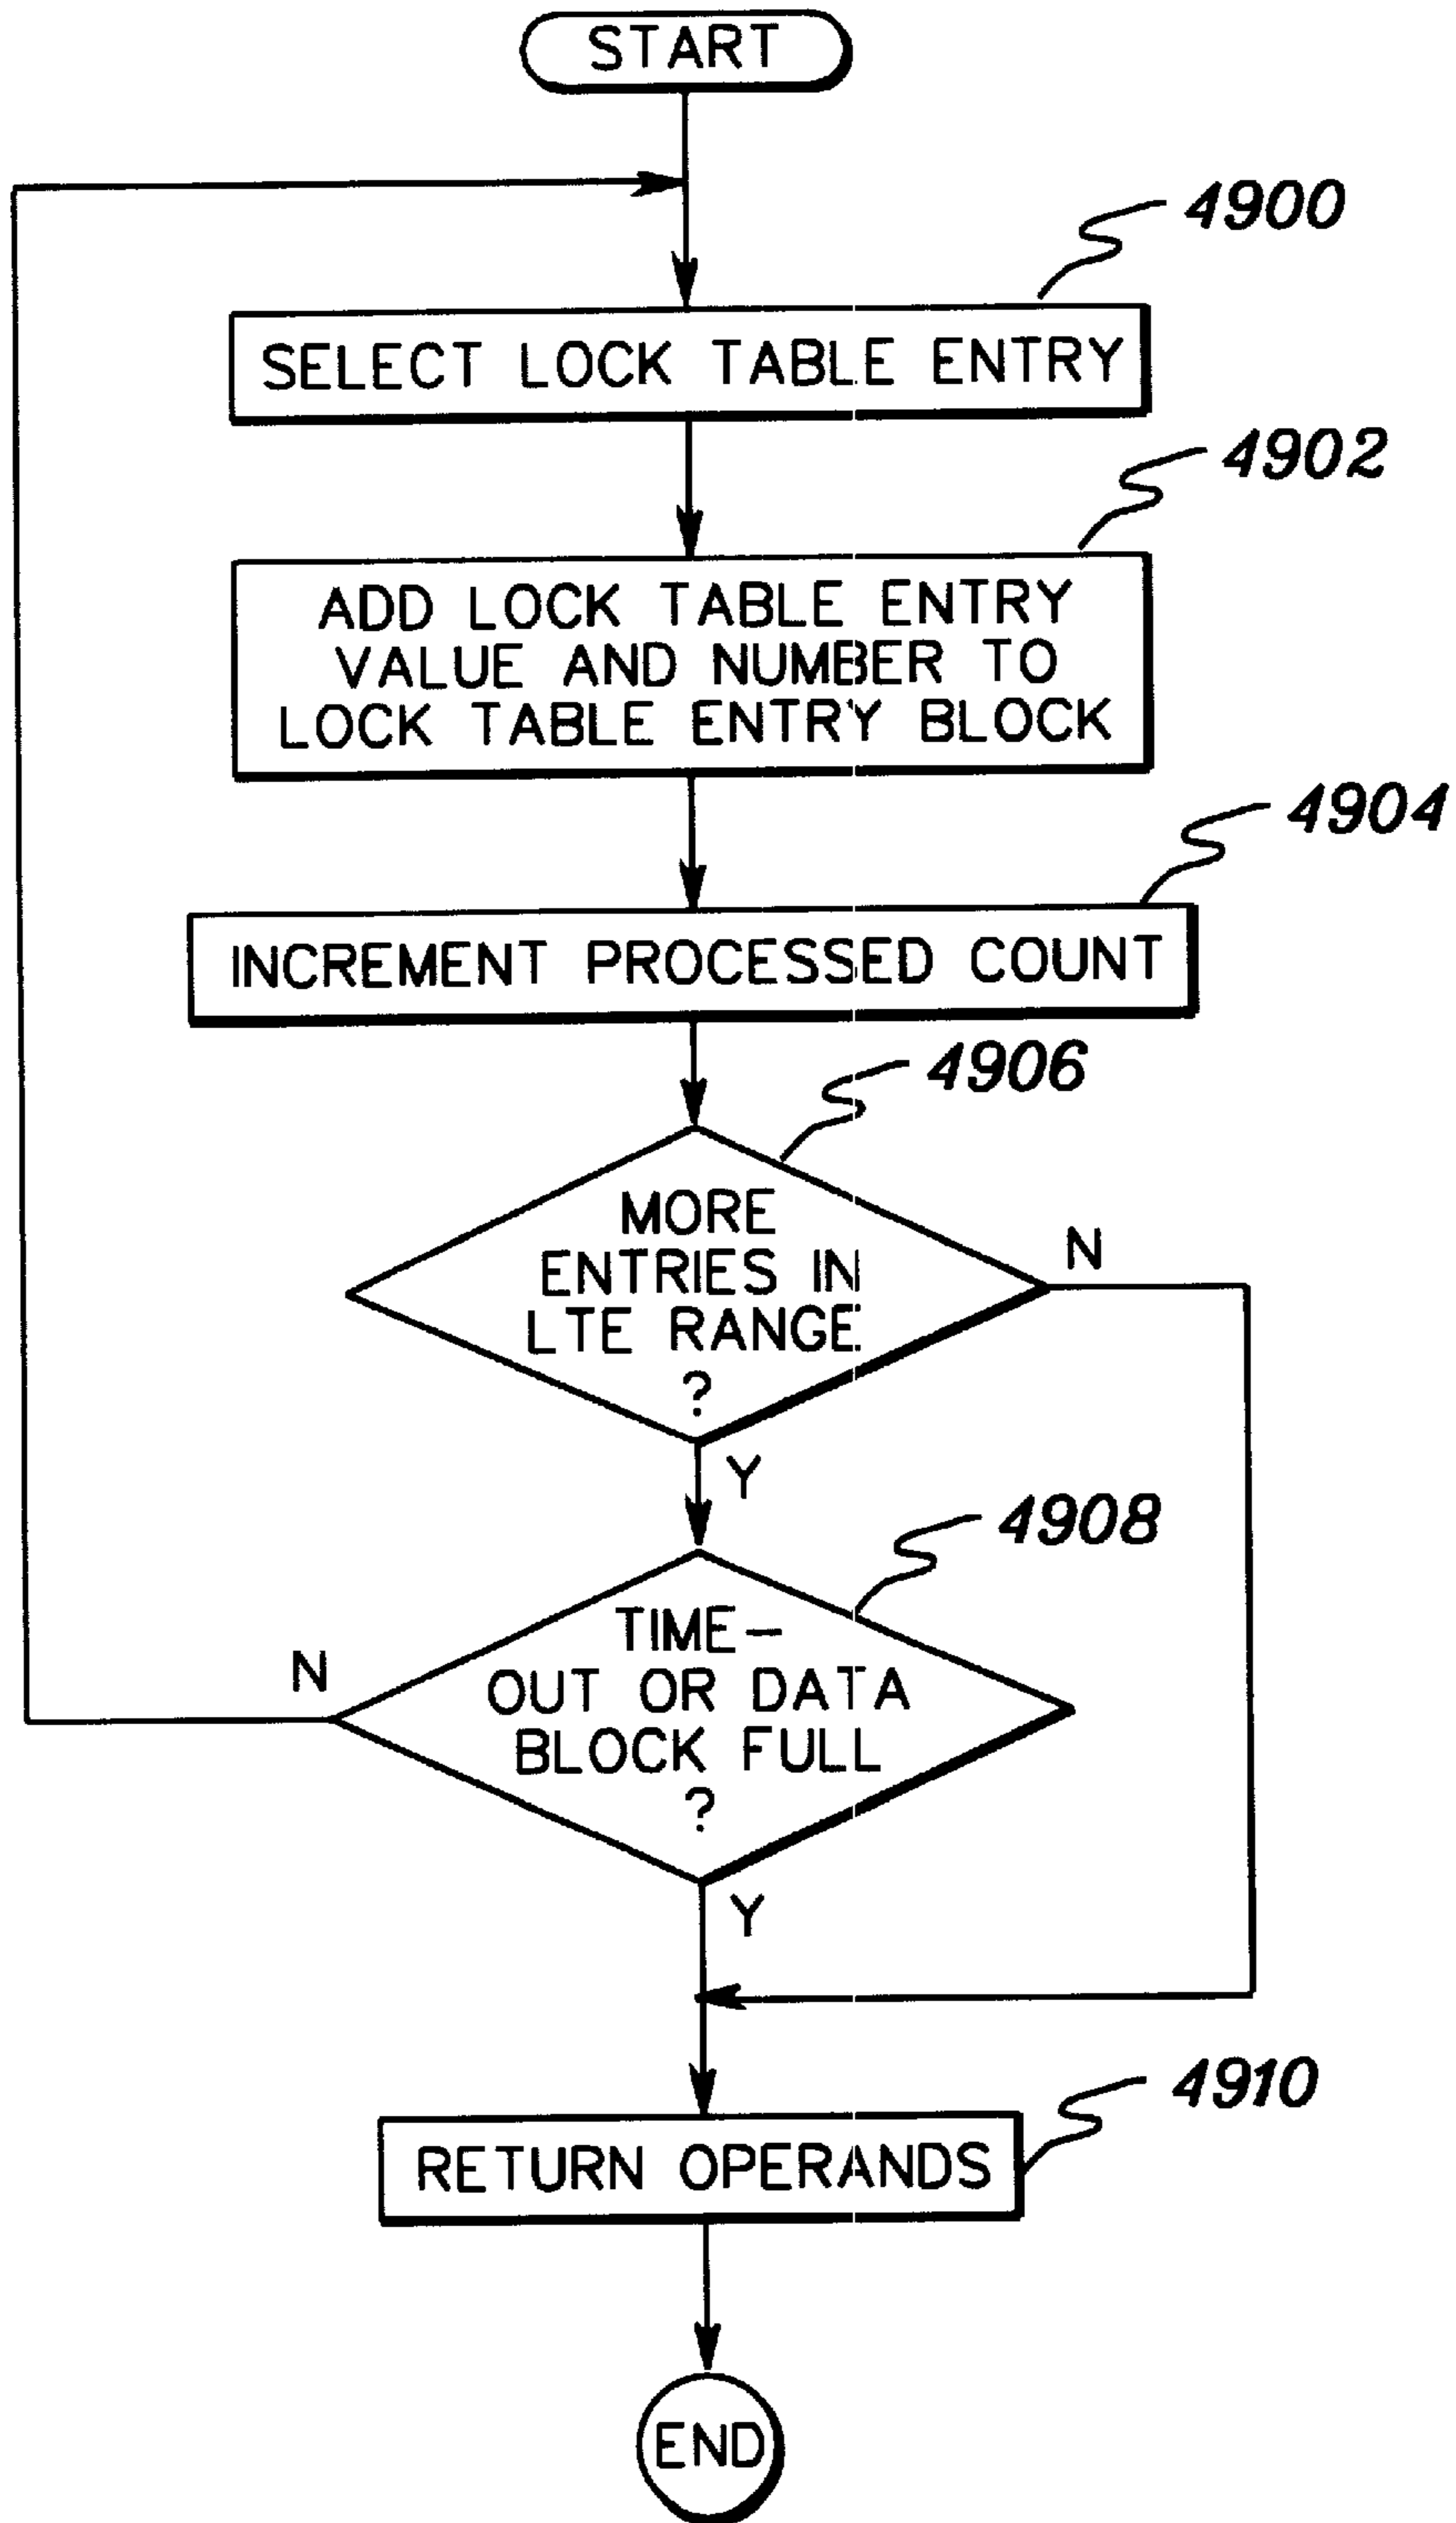 START
4900
SELECT LOCK TABLE ENTRY
4902
ADD LOCK TABLE ENTRY
VALUE AND NUMBER TO
LOCK TABLE ENTRY BLOCK
4904
INCREMENT PROCESSED COUNT
4906
MORE
ENTRIES IN
LTE RANGE
?
N
Y
4908
TIME-
OUT OR DATA
BLOCK FULL
?
N
Y
4910
RETURN OPERANDS
END